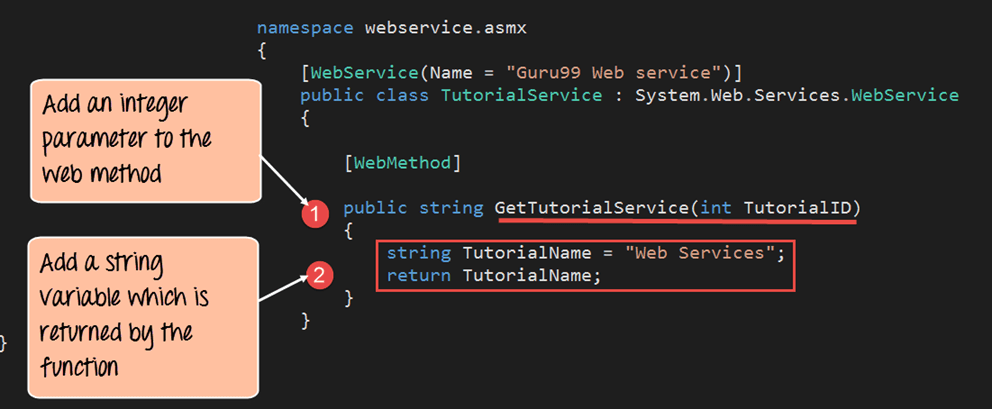 namespace webservice.asmx
{
[WebService(Name = "Guru99 Web service")]
public class TutorialService : System.Web.Services.WebService
{
[WebMethod]
public string GetTutorialService(int TutorialID)
{
string TutorialName = "Web Services";
return TutorialName;
}
}
}
Add an integer
parameter to the
web method
1
Add a string
variable which is
returned by the
function
2